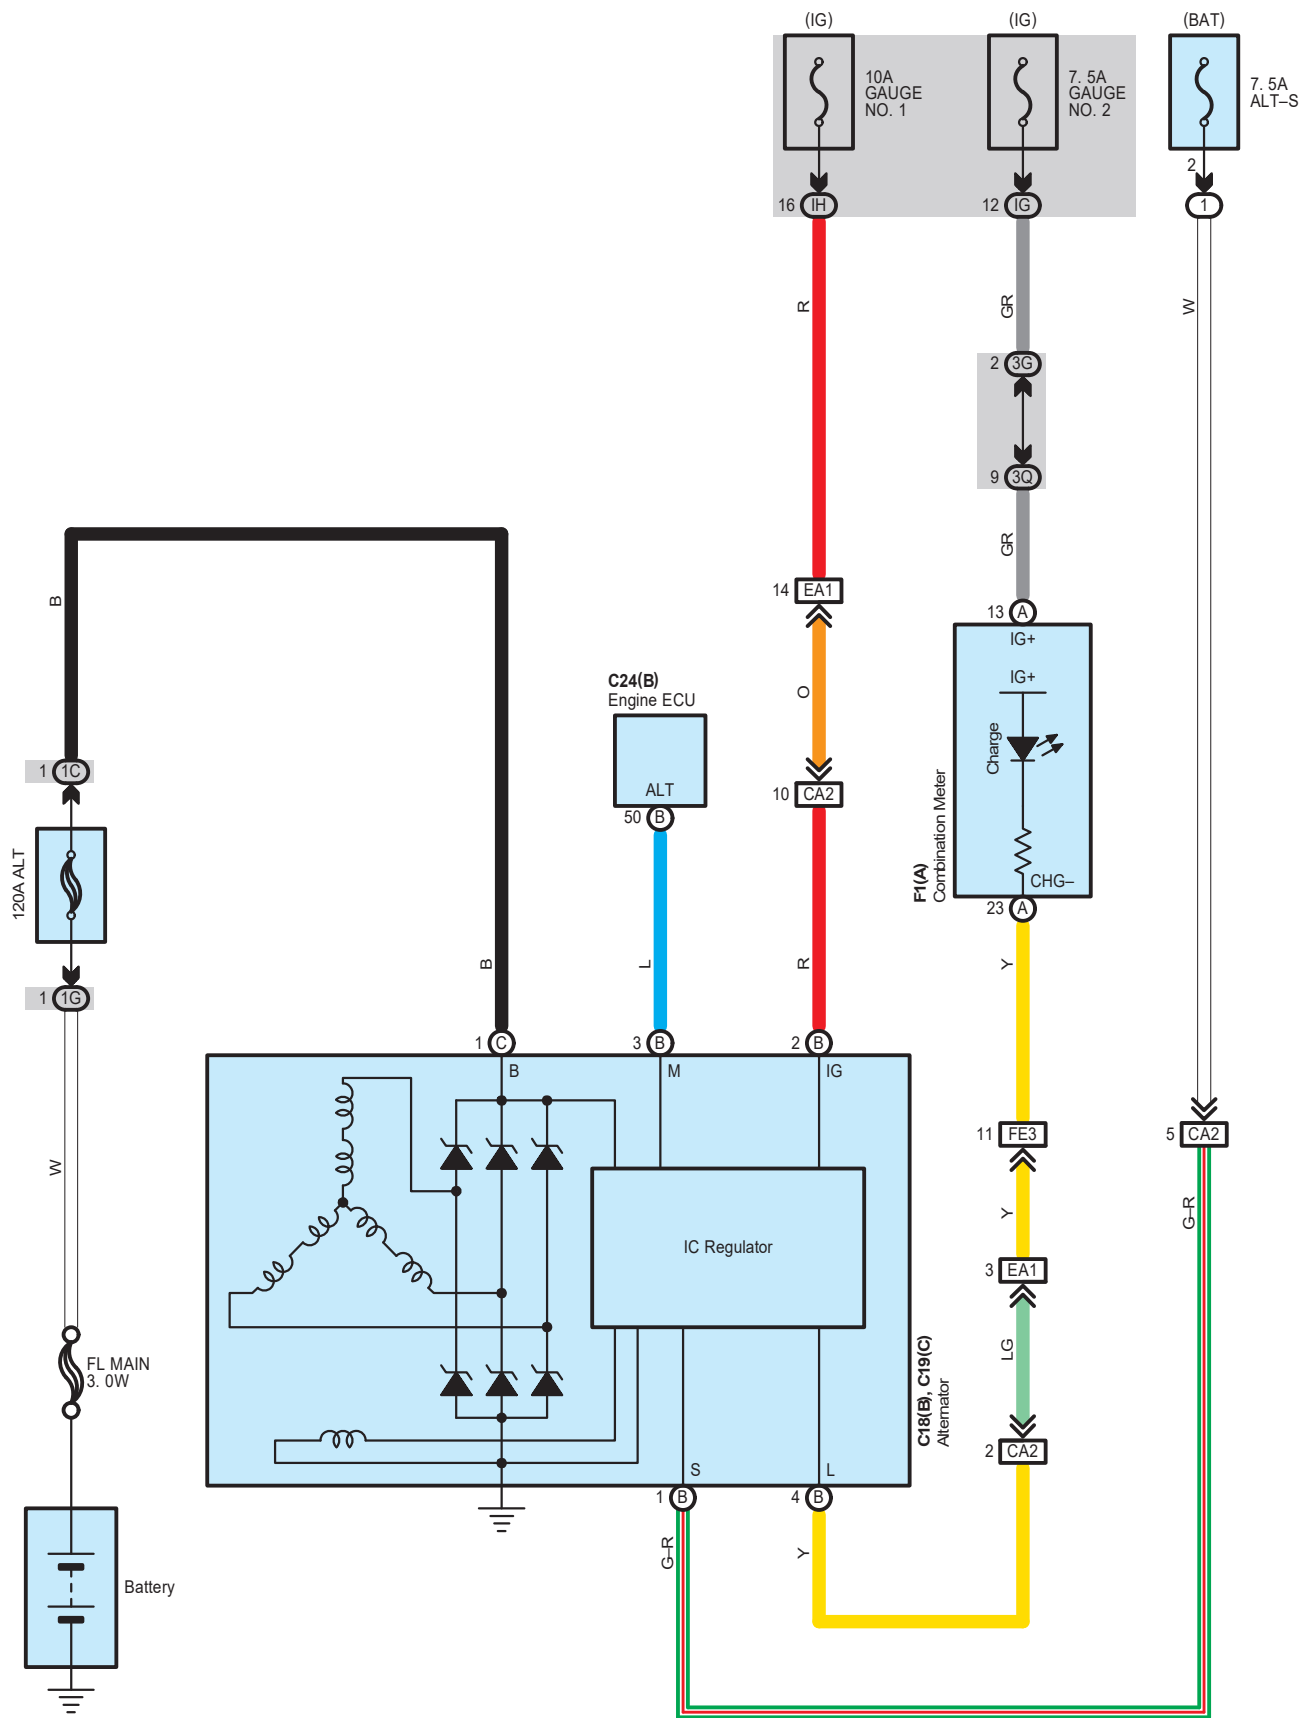 (IG)
(IG)
(BAT)
10A
GAUGE
NO. 1
7. 5A
GAUGE
NO. 2
7. 5A
ALT–S
2
16 IH
12 IG
1
R
GR
W
2 3G
9 3Q
B
GR
14 EA1
13 A
IG+
IG+
Charge
CHG–
F1(A)
Combination Meter
O
C24(B)
Engine ECU
ALT
50 B
1 1C
10 CA2
120A ALT
23 A
B
L
R
Y
1 1G
1 C
3 B
2 B
B
M
IG
11 FE3
5 CA2
W
Y
G–R
IC Regulator
3 EA1
LG
C18(B), C19(C)
Alternator
FL MAIN
3. 0W
2 CA2
S
L
1 B
4 B
G–R
Y
Battery